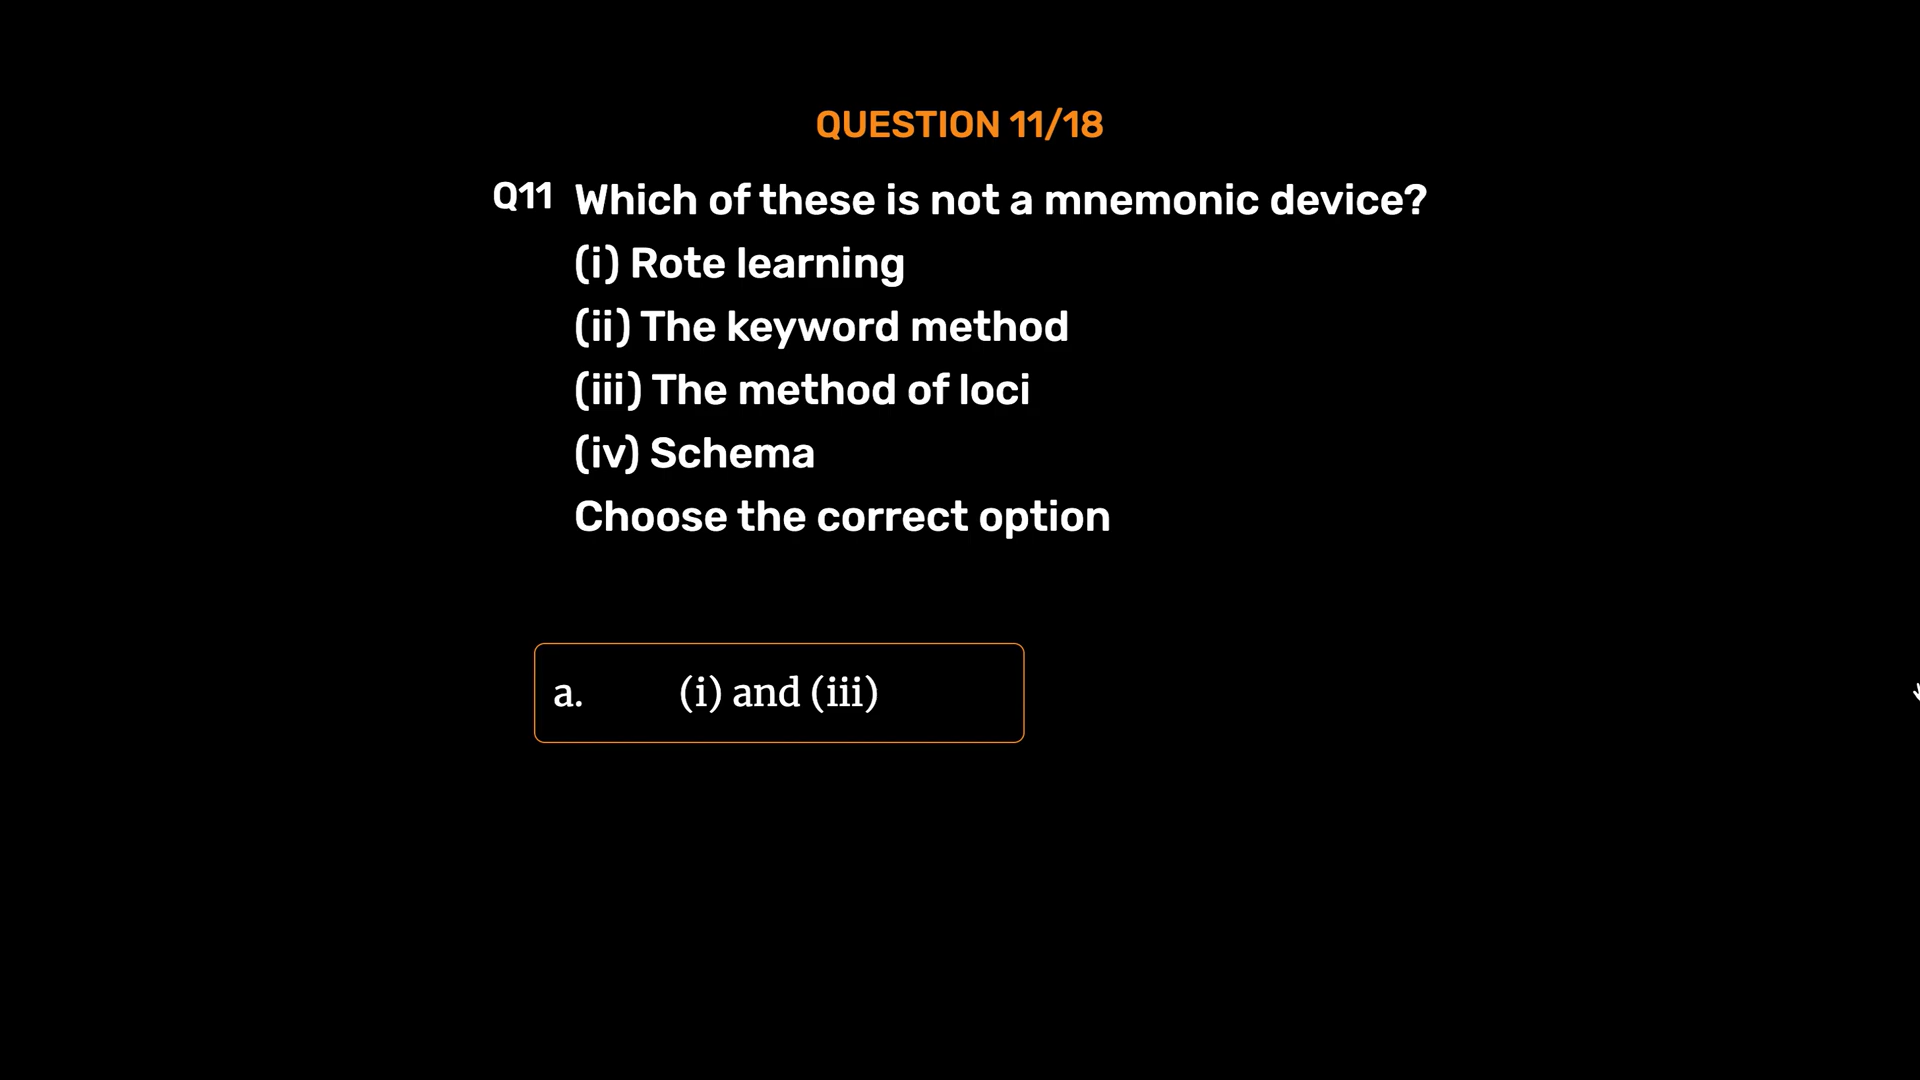 QUESTION 11/18
Q11 Which of these is not a mnemonic device?
(i) Rote learning
(ii) The keyword method
(iii) The method of loci
(iv) Schema
Choose the correct option
a. (i) and (iii)